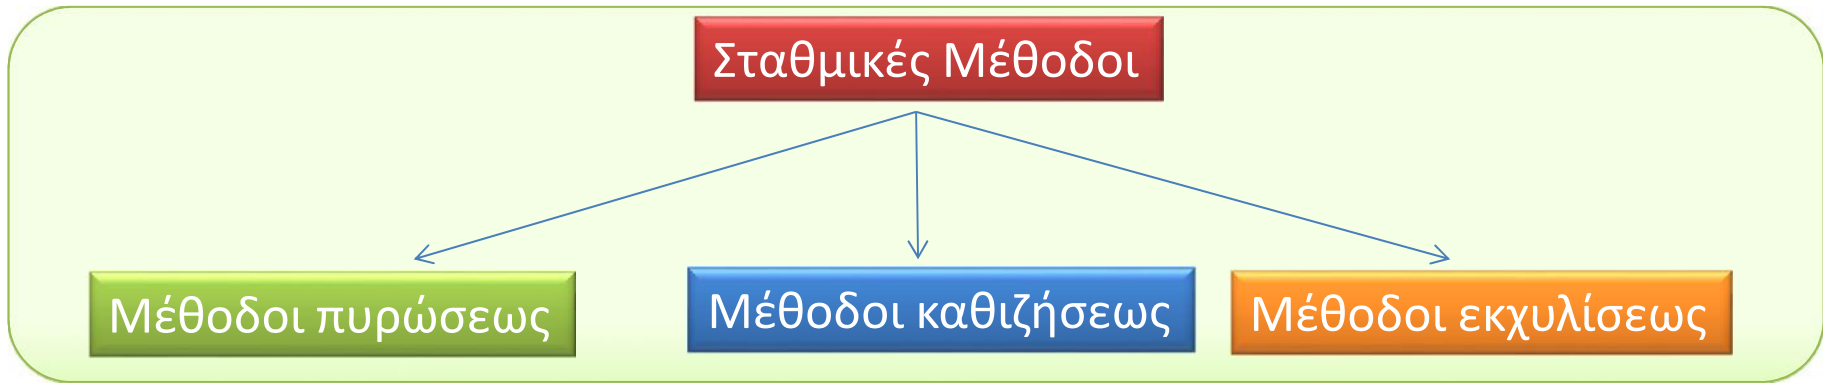 Σταθμικές Μέθοδοι
Μέθοδοι πυρώσεως
Μέθοδοι καθιζήσεως
Μέθοδοι εκχυλίσεως